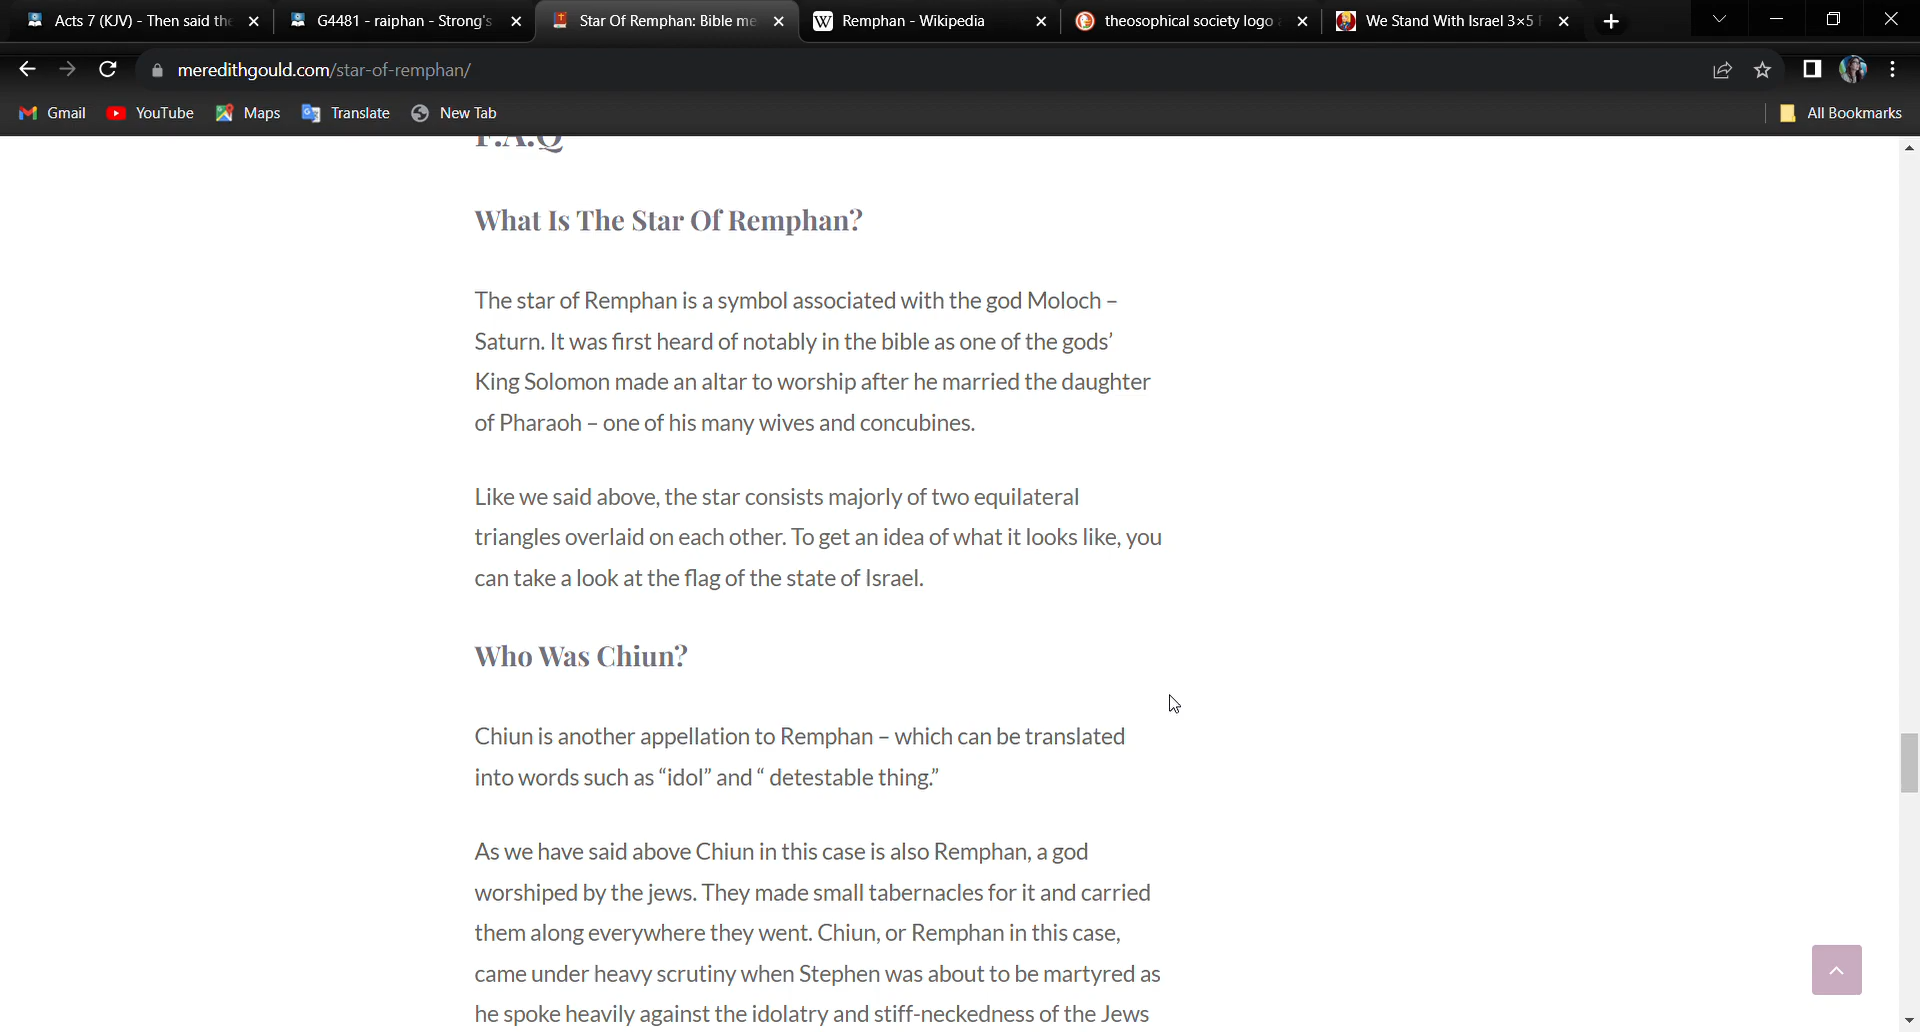 Acts 7 (KJV) - Then said the
G4481 - raiphan - Strong's
Star Of Remphan: Bible me
Remphan - Wikipedia
theosophical society logo
We Stand With Israel 3×5
meredithgould.com/star-of-remphan/
Gmail
YouTube
Maps
Translate
New Tab
All Bookmarks
F.A.Q
What Is The Star Of Remphan?
The star of Remphan is a symbol associated with the god Moloch –
Saturn. It was first heard of notably in the bible as one of the gods’
King Solomon made an altar to worship after he married the daughter
of Pharaoh – one of his many wives and concubines.
Like we said above, the star consists majorly of two equilateral
triangles overlaid on each other. To get an idea of what it looks like, you
can take a look at the flag of the state of Israel.
Who Was Chiun?
Chiun is another appellation to Remphan – which can be translated
into words such as “idol” and “ detestable thing.”
As we have said above Chiun in this case is also Remphan, a god
worshiped by the jews. They made small tabernacles for it and carried
them along everywhere they went. Chiun, or Remphan in this case,
came under heavy scrutiny when Stephen was about to be martyred as
he spoke heavily against the idolatry and stiff-neckedness of the Jews